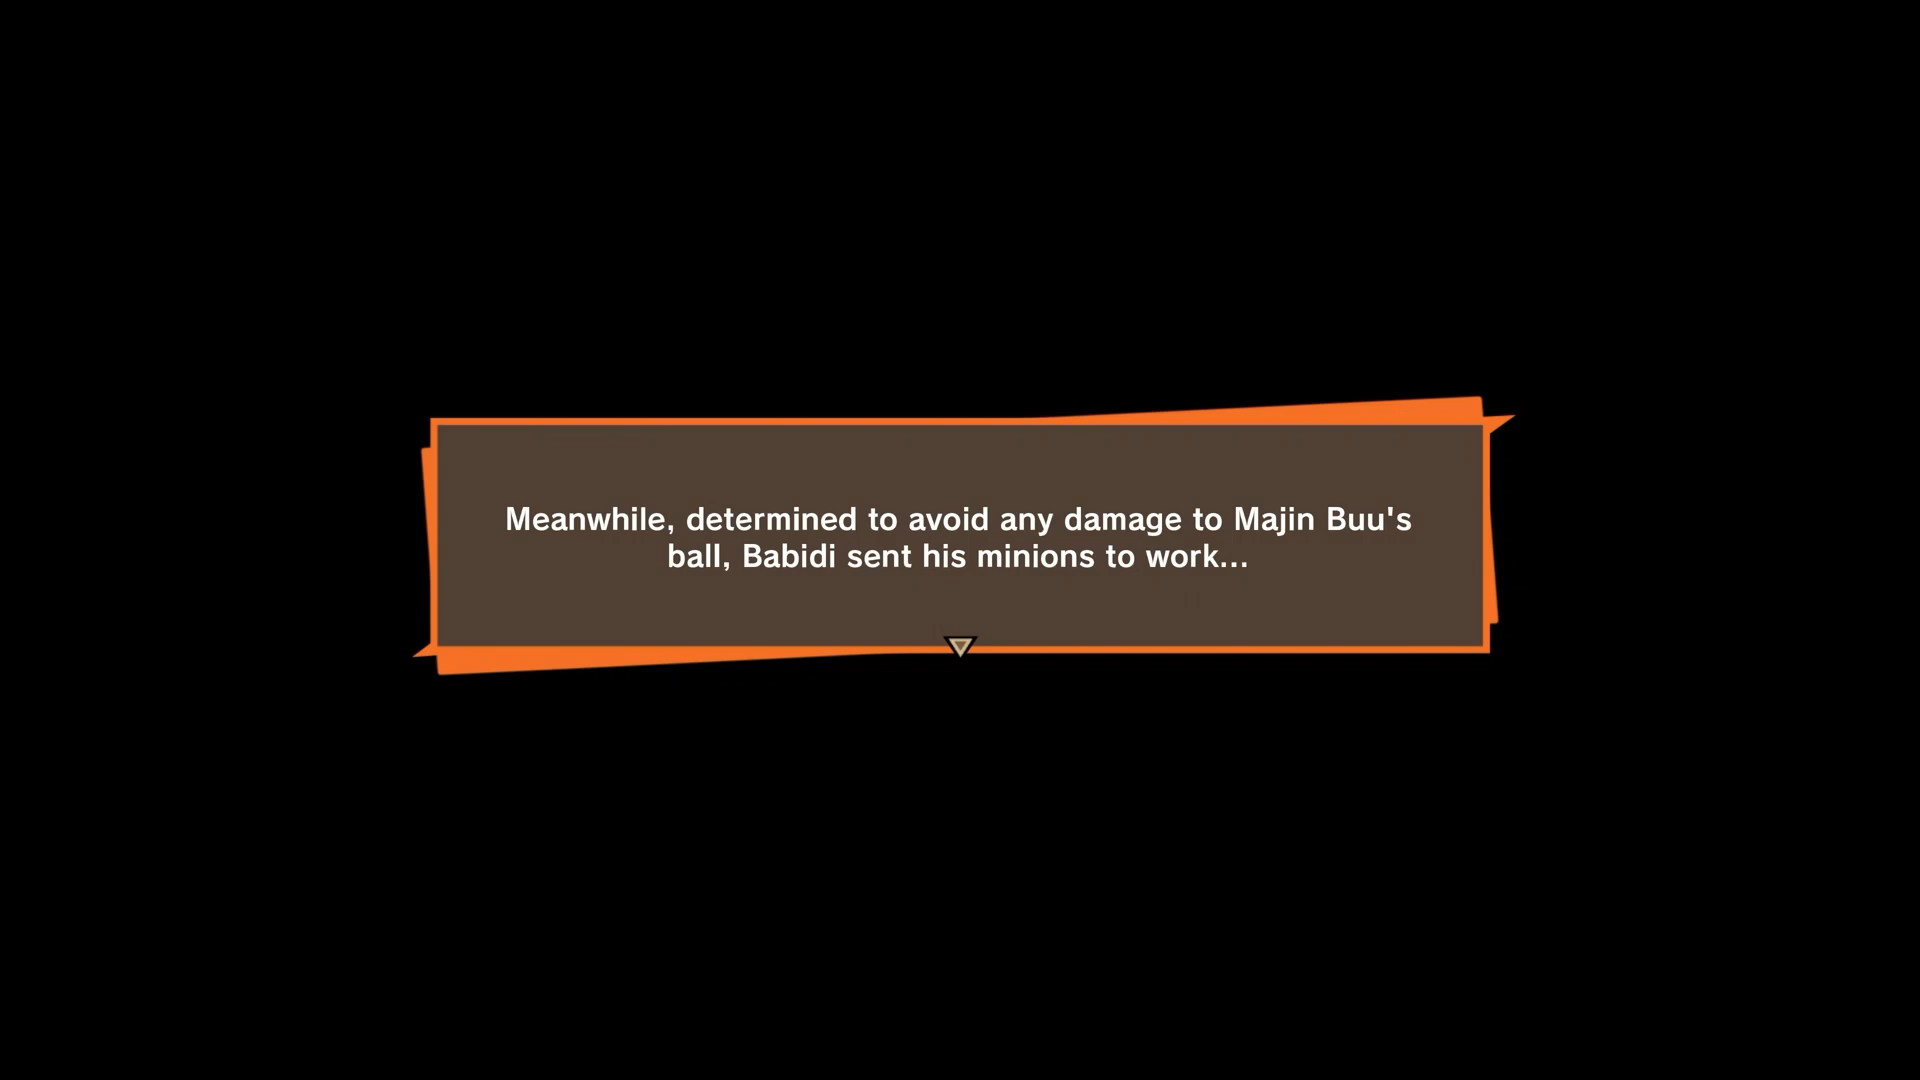 Meanwhile, determined to avoid any damage to Majin Buu's
ball, Babidi sent his minions to work...